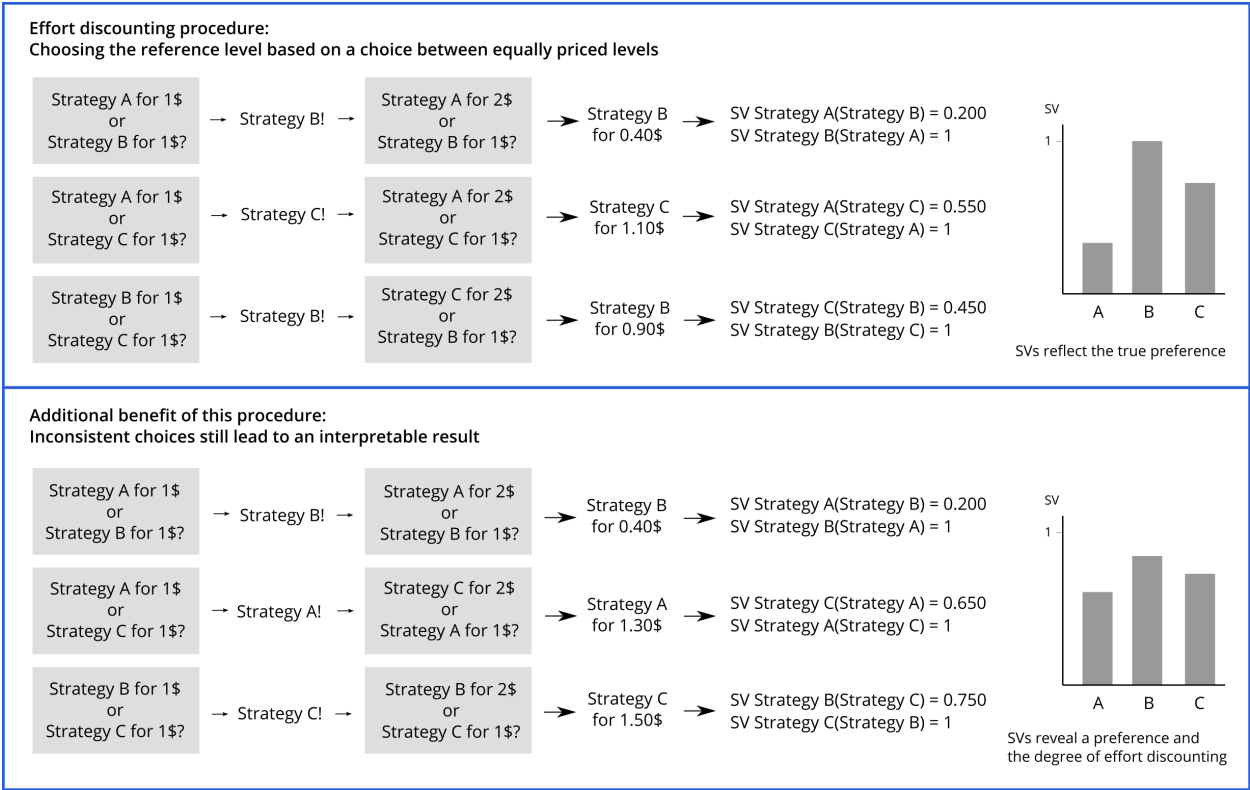 Effort discounting procedure:
Choosing the reference level based on a choice between equally priced levels
Strategy A for 1$
or
Strategy B for 1$?
Strategy B!
Strategy A for 2$
or
Strategy B for 1$?
Strategy B
for 0.40$
SV Strategy A(Strategy B) = 0.200
SV Strategy B(Strategy A) = 1
Strategy A for 1$
or
Strategy C for 1$?
Strategy C!
Strategy A for 2$
or
Strategy C for 1$?
Strategy C
for 1.10$
SV Strategy A(Strategy C) = 0.550
SV Strategy C(Strategy A) = 1
Strategy B for 1$
or
Strategy C for 1$?
Strategy B!
Strategy C for 2$
or
Strategy B for 1$?
Strategy B
for 0.90$
SV Strategy C(Strategy B) = 0.450
SV Strategy B(Strategy C) = 1
SV
1
A B C
SVs reflect the true preference
Additional benefit of this procedure:
Inconsistent choices still lead to an interpretable result
Strategy A for 1$
or
Strategy B for 1$?
Strategy B!
Strategy A for 2$
or
Strategy B for 1$?
Strategy B
for 0.40$
SV Strategy A(Strategy B) = 0.200
SV Strategy B(Strategy A) = 1
Strategy A for 1$
or
Strategy C for 1$?
Strategy A!
Strategy C for 2$
or
Strategy A for 1$?
Strategy A
for 1.30$
SV Strategy C(Strategy A) = 0.650
SV Strategy A(Strategy C) = 1
Strategy B for 1$
or
Strategy C for 1$?
Strategy C!
Strategy B for 2$
or
Strategy C for 1$?
Strategy C
for 1.50$
SV Strategy B(Strategy C) = 0.750
SV Strategy C(Strategy B) = 1
SV
1
A B C
SVs reveal a preference and
the degree of effort discounting